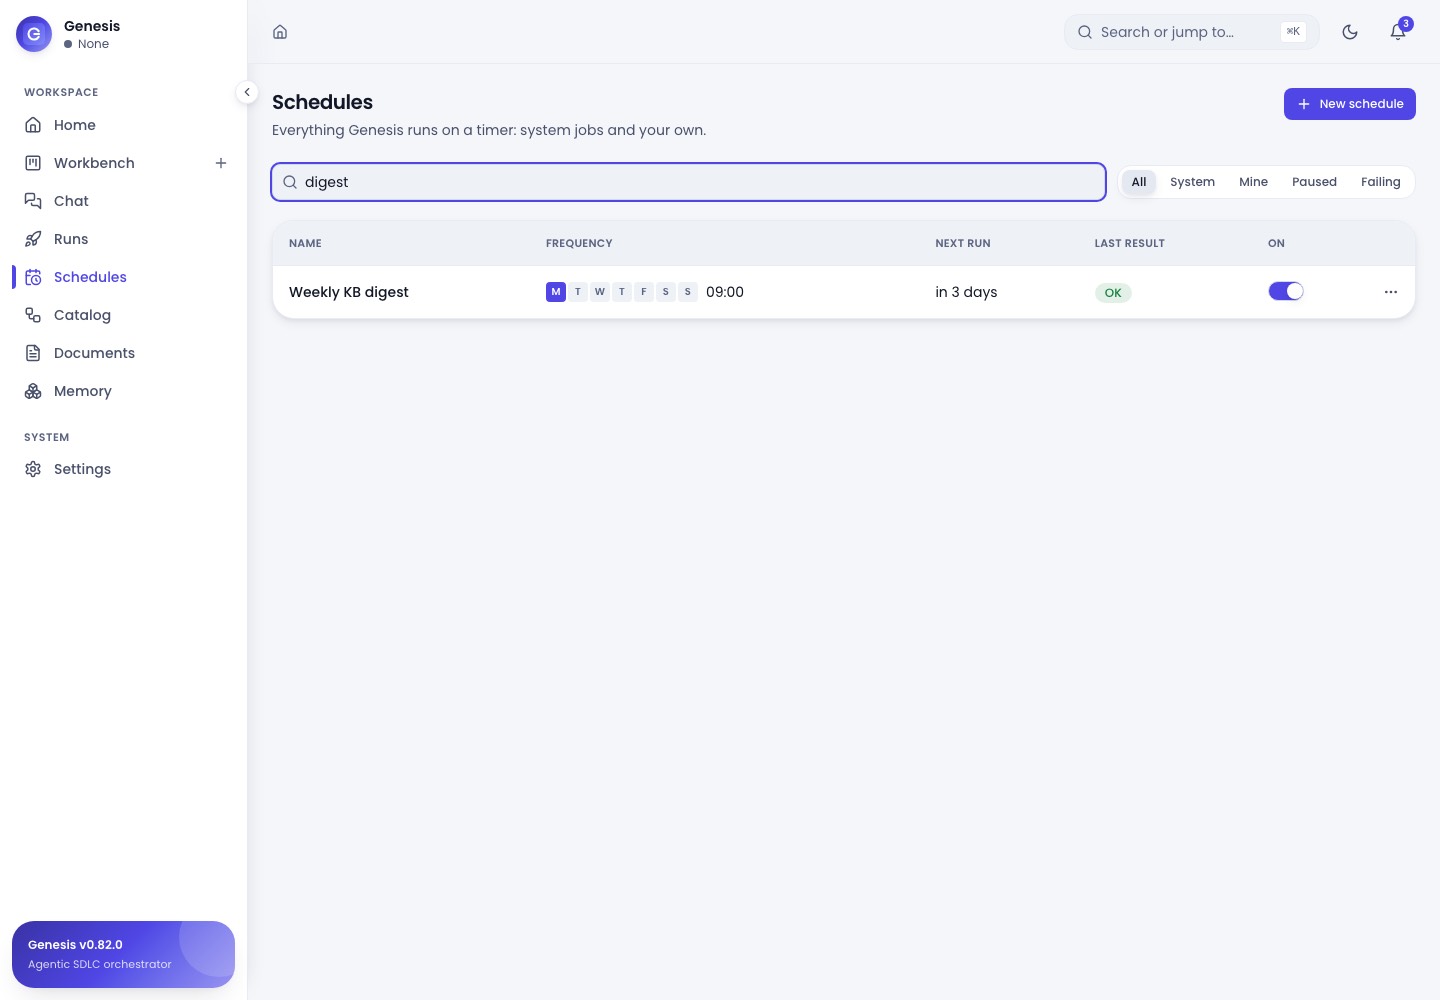 Genesis
None
WORKSPACE
Home
Workbench
Chat
Runs
Schedules
Catalog
Documents
Memory
SYSTEM
Settings
Genesis v0.82.0
Agentic SDLC orchestrator
Search or jump to... ⌘K
3
Schedules
Everything Genesis runs on a timer: system jobs and your own.
New schedule
digest
All System Mine Paused Failing
NAME FREQUENCY NEXT RUN LAST RESULT ON
Weekly KB digest M T W T F S S 09:00 in 3 days OK